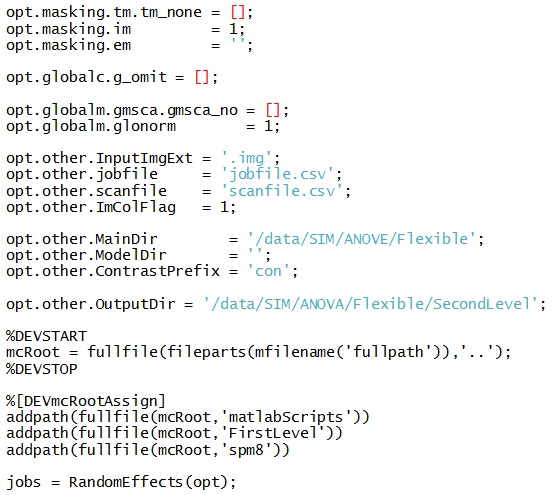 opt.masking.tm.tm_none = [];
opt.masking.im         = 1;
opt.masking.em         = '';

opt.globalc.g_omit = [];

opt.globalm.gmsca.gmsca_no = [];
opt.globalm.glonorm        = 1;

opt.other.InputImgExt = '.img';
opt.other.jobfile     = 'jobfile.csv';
opt.other.scanfile    = 'scanfile.csv';
opt.other.ImColFlag   = 1;

opt.other.MainDir        = '/data/SIM/ANOVE/Flexible';
opt.other.ModelDir       = '';
opt.other.ContrastPrefix = 'con';

opt.other.OutputDir = '/data/SIM/ANOVA/Flexible/SecondLevel';

%DEVSTART
mcRoot = fullfile(fileparts(mfilename('fullpath')),'..');
%DEVSTOP

%[DEVmcRootAssign]
addpath(fullfile(mcRoot,'matlabScripts'))
addpath(fullfile(mcRoot,'FirstLevel'))
addpath(fullfile(mcRoot,'spm8'))

jobs = RandomEffects(opt);